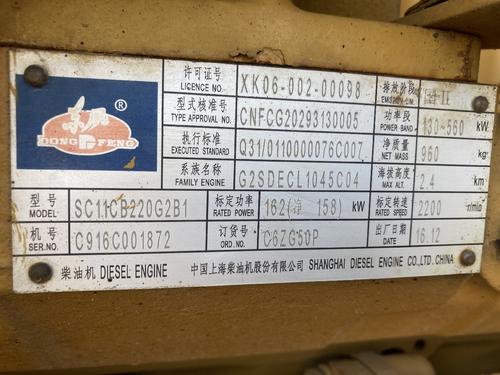 许可证号 LICENCE NO. XK06-002-00098 排放阶段 EMISSION LIM. 国II
型式核准号 TYPE APPROVAL NO. CNFCG20293130005 功率段 POWER BAND 130~560 kW
执行标准 EXECUTED STANDARD Q31/0110000076C007 净质量 NET MASS 960 kg
系族名称 FAMILY ENGINE G2SDECL1045C04 海拔高度 MAX ALT. 2.4 km
东风 ® DONG FENG
型号 MODEL SC11CB220G2B1 标定功率 RATED POWER 162(净 158) kW 标定转速 RATED SPEED 2200 r/min
机号 SER.NO. C916C001872 订货号 ORD.NO. C6ZG50P 出厂日期 DATE 16.12
柴油机 DIESEL ENGINE 中国上海柴油机股份有限公司 SHANGHAI DIESEL ENGINE CO.,LTD.CHINA